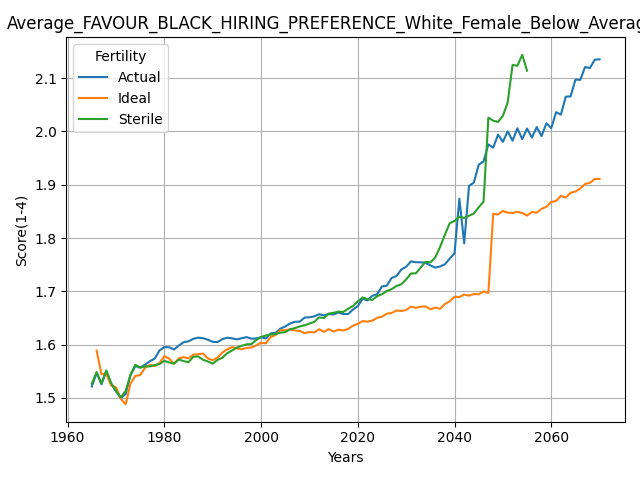 Average_FAVOUR_BLACK_HIRING_PREFERENCE_White_Female_Below_Averag
Fertility
Actual
Ideal
Sterile
Score(1-4)
2.1
2.0
1.9
1.8
1.7
1.6
1.5
1960
1980
2000
2020
2040
2060
Years